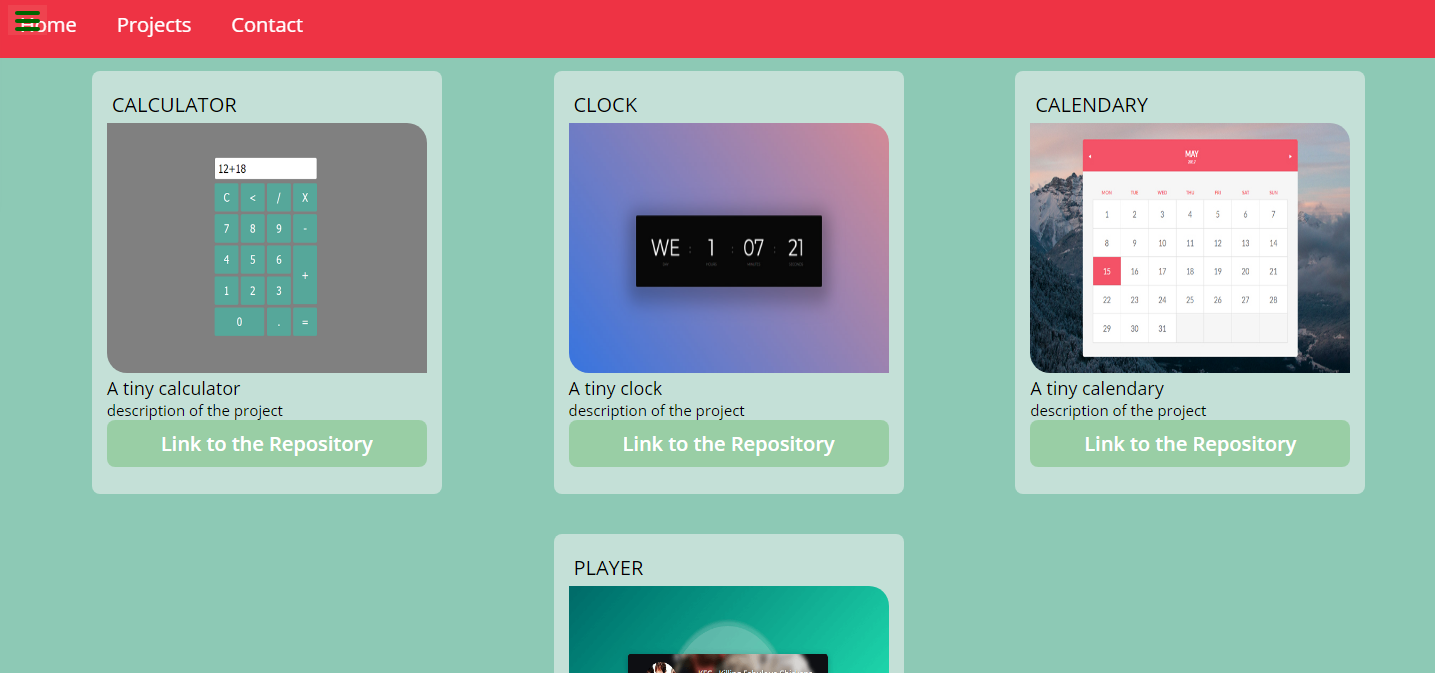 Home Projects Contact
CALCULATOR
12+18
C < / X
7 8 9 -
4 5 6
+
1 2 3
0 . =
A tiny calculator
description of the project
Link to the Repository
CLOCK
WE : 1 : 07 : 21
A tiny clock
description of the project
Link to the Repository
CALENDARY
MAY
MON TUE WED THU FRI SAT SUN
1 2 3 4 5 6 7
8 9 10 11 12 13 14
15 16 17 18 19 20 21
22 23 24 25 26 27 28
29 30 31
A tiny calendary
description of the project
Link to the Repository
PLAYER